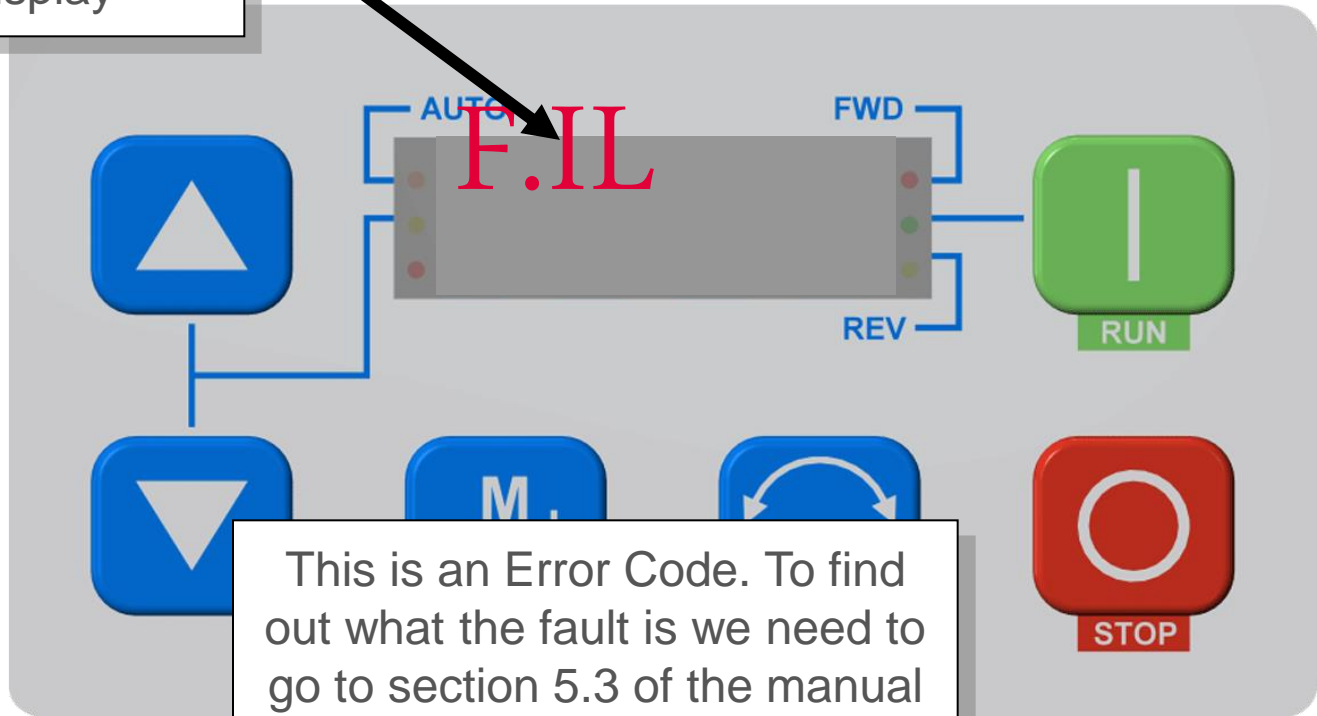 AUTO
FWD
F.IL
REV
RUN
M
This is an Error Code. To find
out what the fault is we need to
go to section 5.3 of the manual
STOP